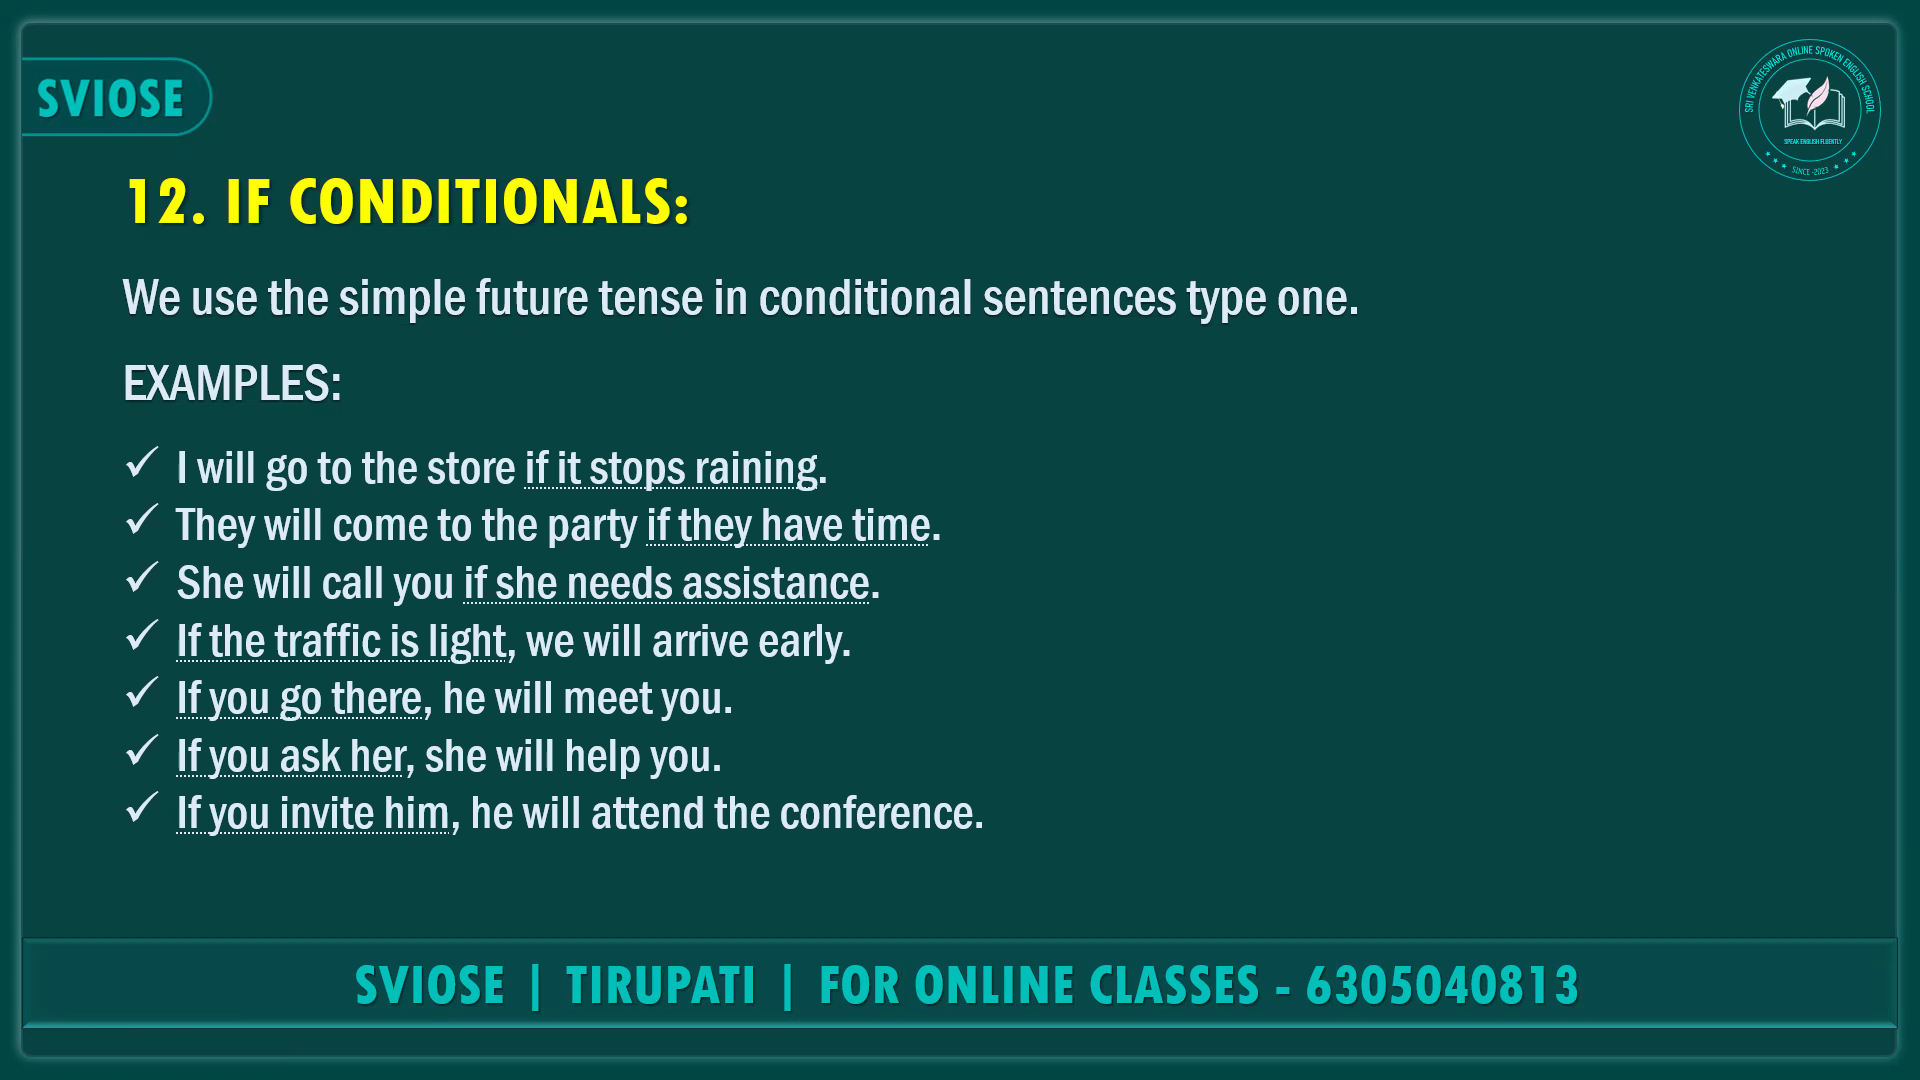 SVIOSE
SRI VENKATESWARA ONLINE SPOKEN ENGLISH SCHOOL
SPEAK ENGLISH FLUENTLY
SINCE -2023
12. IF CONDITIONALS:
We use the simple future tense in conditional sentences type one.
EXAMPLES:
✓ I will go to the store if it stops raining.
✓ They will come to the party if they have time.
✓ She will call you if she needs assistance.
✓ If the traffic is light, we will arrive early.
✓ If you go there, he will meet you.
✓ If you ask her, she will help you.
✓ If you invite him, he will attend the conference.
SVIOSE | TIRUPATI | FOR ONLINE CLASSES - 6305040813